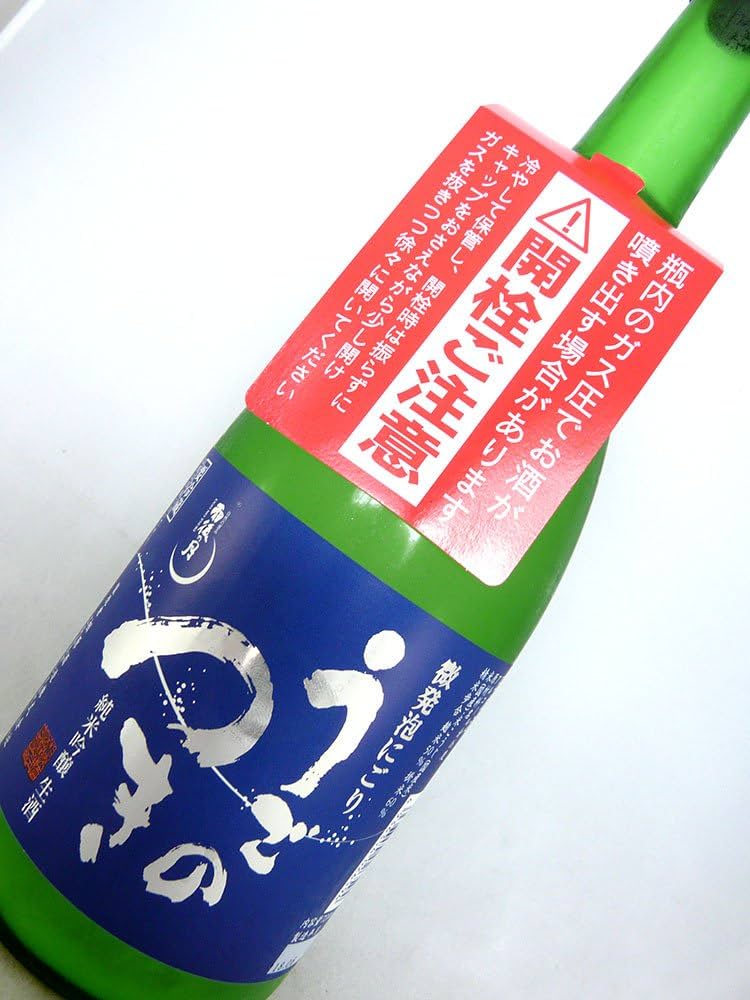 瓶内のガス圧でお酒が
噴き出す場合があります
開栓ご注意
冷やして保管し、開栓時は振らずに
キャップをおさえながら少し開け
ガスを抜きつつ徐々に開いてください
雨後の月
微発泡にごり
うごの
つき
純米吟醸 生酒